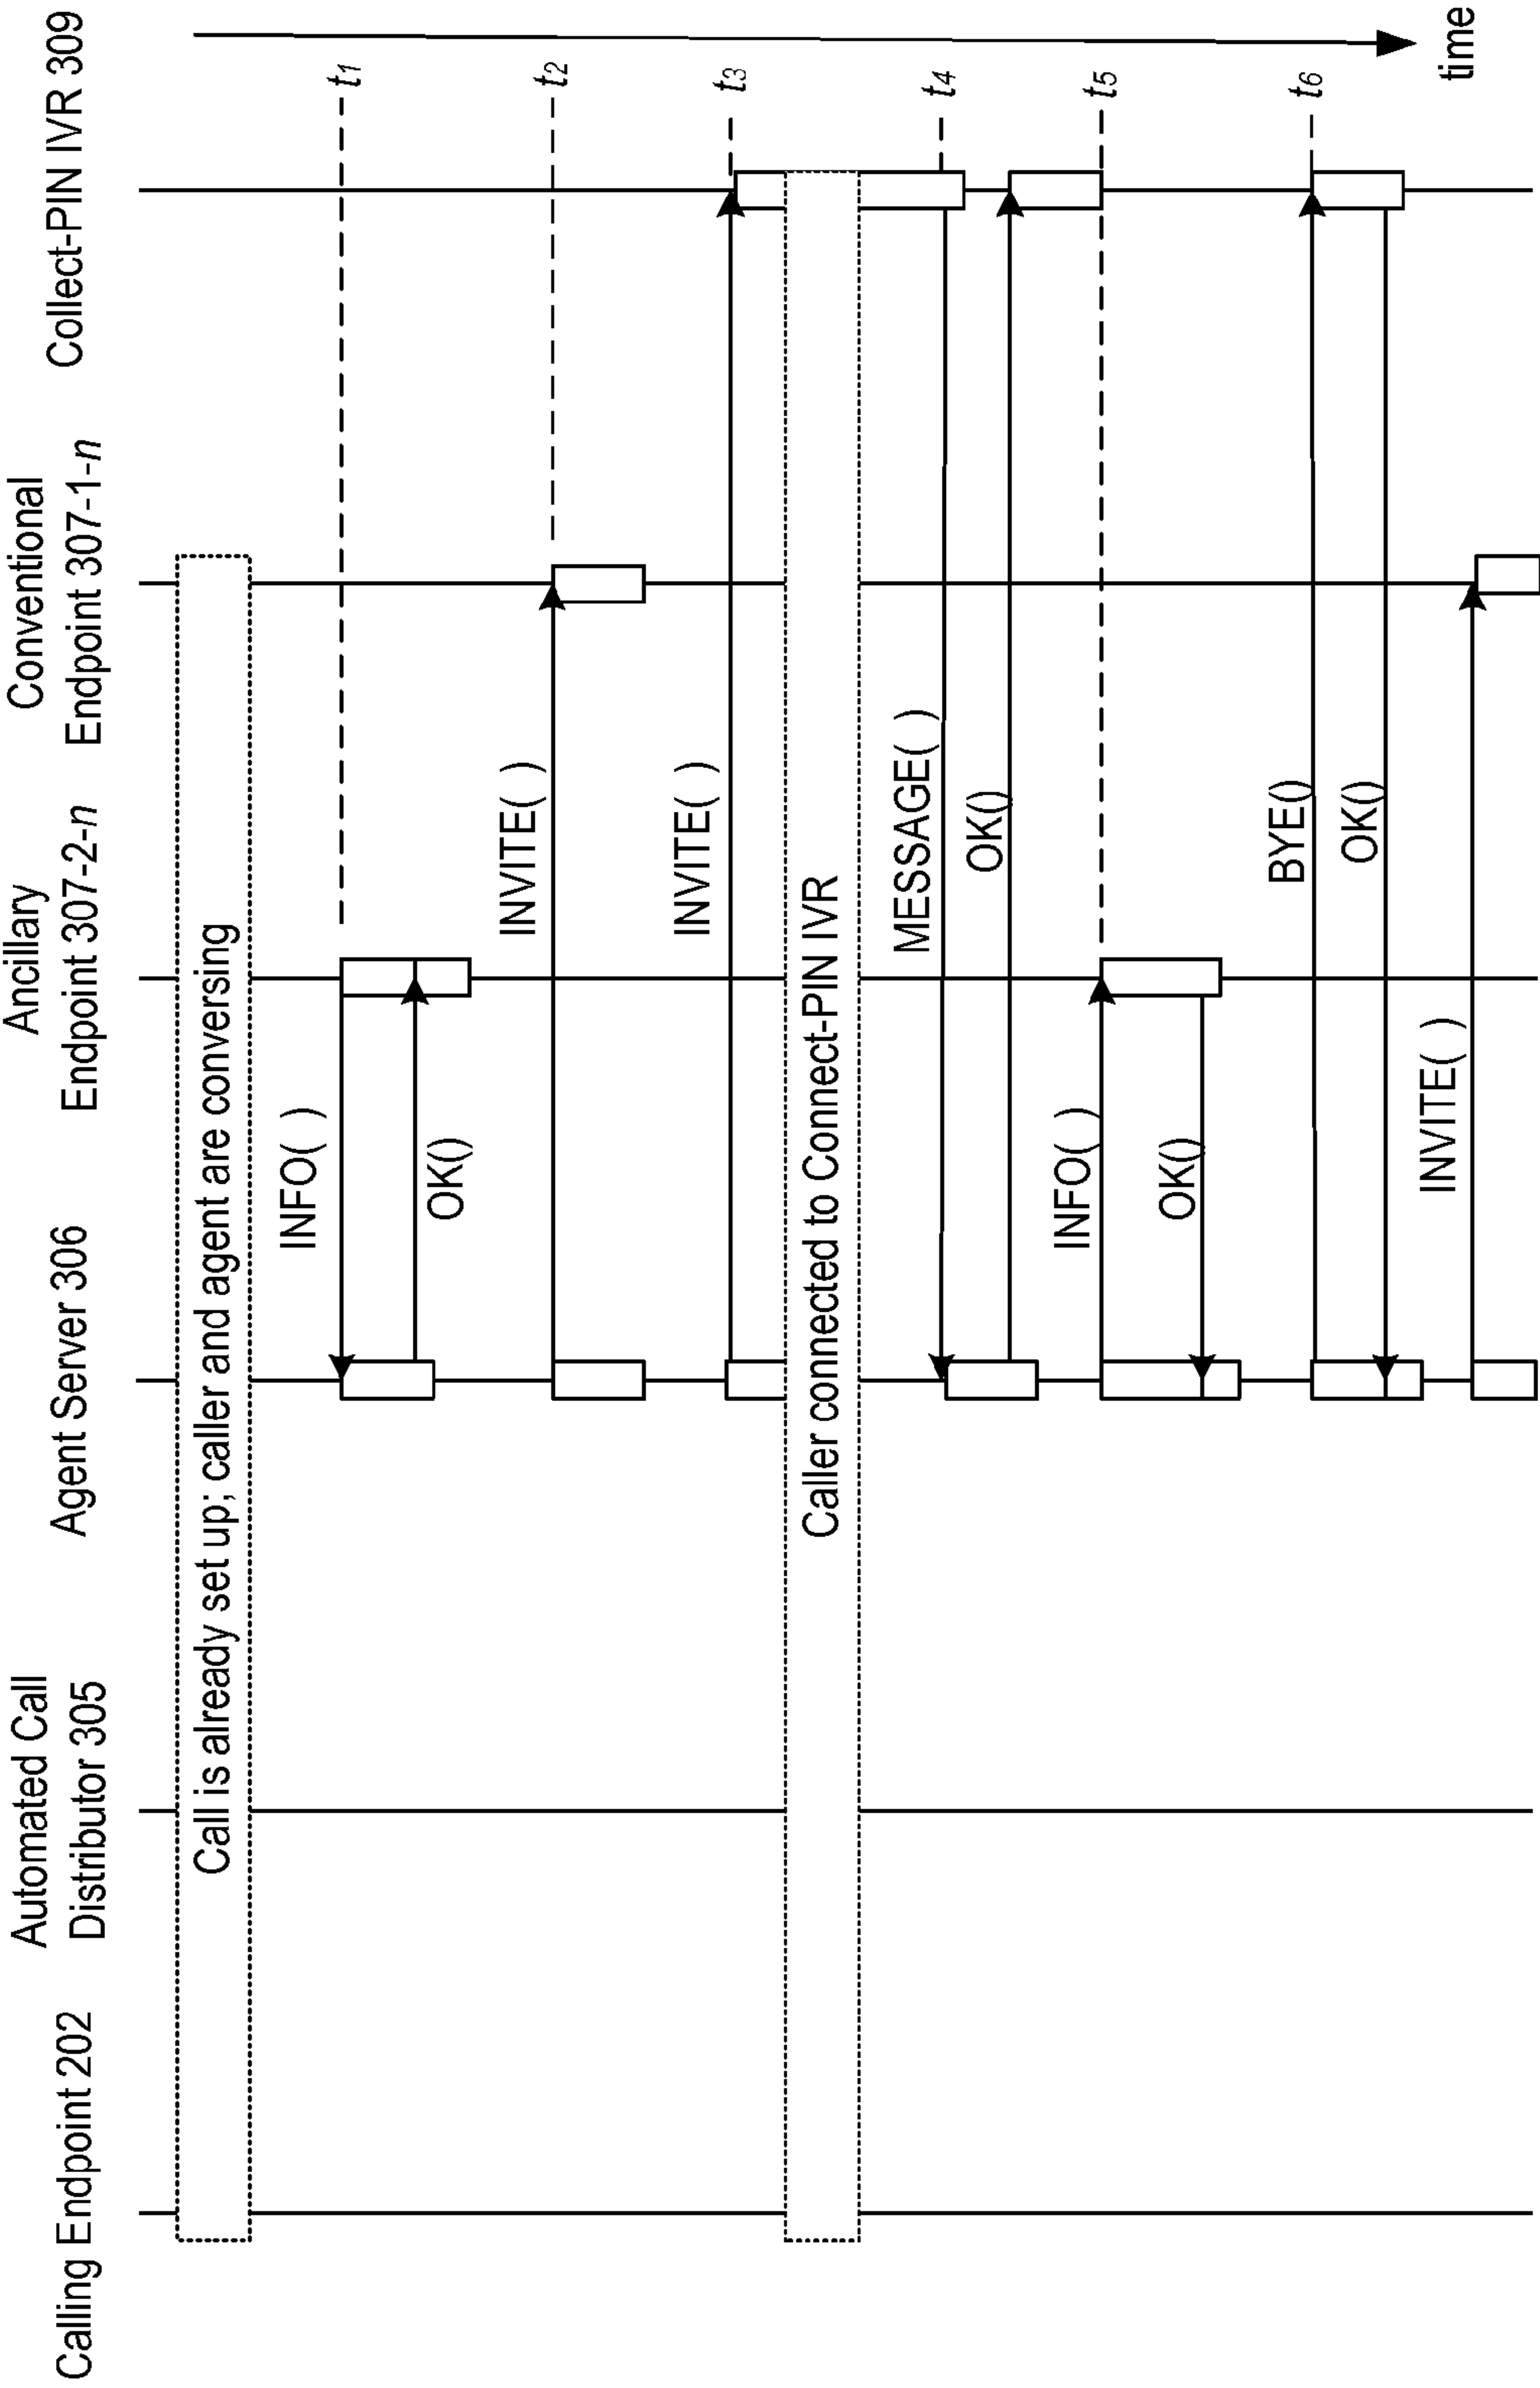 Calling Endpoint 202
Automated Call
Distributor 305
Agent Server 306
Ancillary
Endpoint 307-2-n
Conventional
Endpoint 307-1-n
Collect-PIN IVR 309
Call is already set up; caller and agent are conversing
INFO( )
t1
OK()
INVITE( )
t2
INVITE( )
t3
Caller connected to Connect-PIN IVR
MESSAGE( )
t4
OK()
INFO( )
t5
OK()
BYE()
t6
OK()
INVITE( )
time